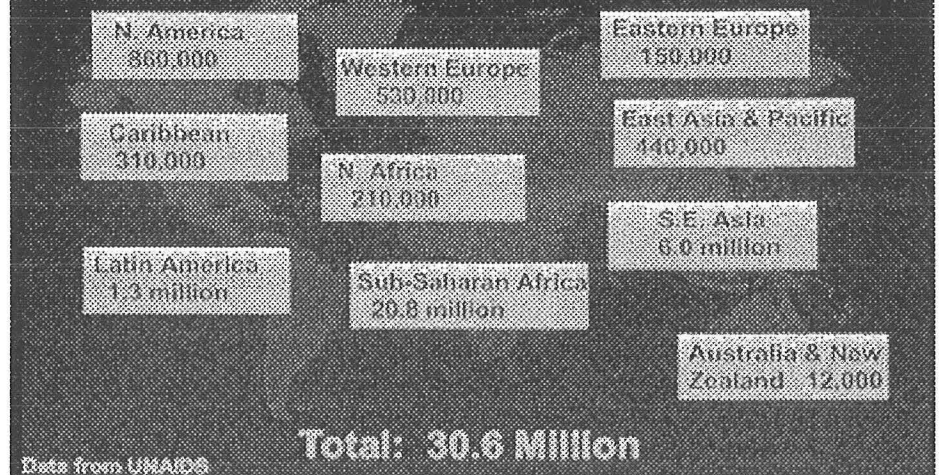 N. America
860,000
Western Europe
530,000
Eastern Europe
150,000
Caribbean
310,000
N. Africa
210,000
East Asia & Pacific
440,000
Latin America
1.3 million
Sub-Saharan Africa
20.8 million
S.E. Asia
6.0 million
Australia & New
Zealand 12,000
Total: 30.6 Million
Data from UNAIDS